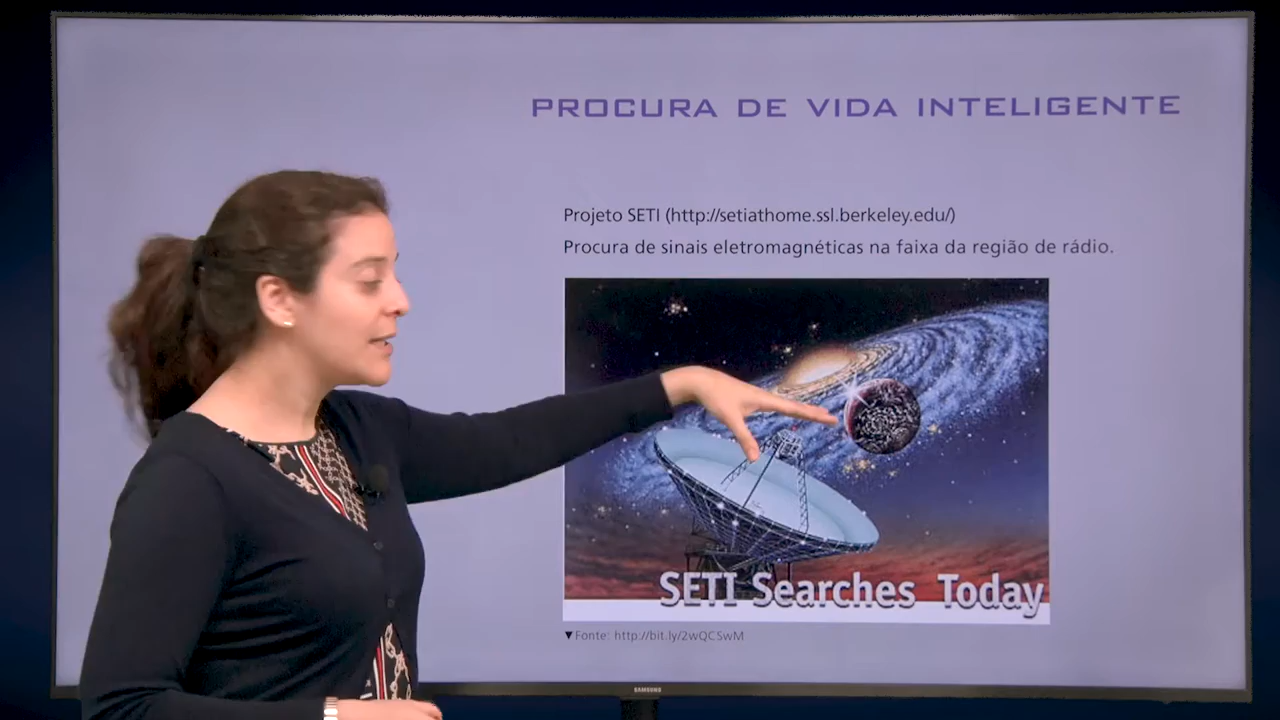 PROCURA DE VIDA INTELIGENTE
Projeto SETI (http://setiathome.ssl.berkeley.edu/)
Procura de sinais eletromagnéticas na faixa da região de rádio.
SETI Searches Today
▼Fonte: http://bit.ly/2wQCSwM
SAMSUNG